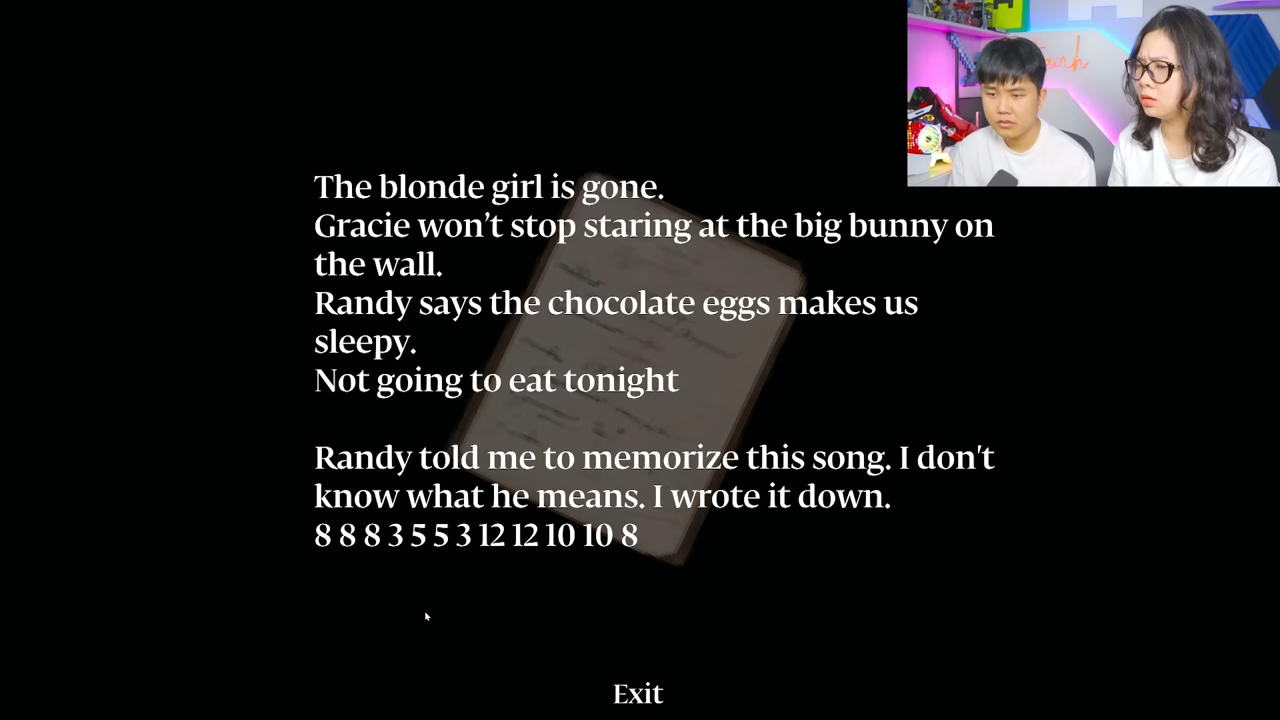 The blonde girl is gone.
Gracie won’t stop staring at the big bunny on
the wall.
Randy says the chocolate eggs makes us
sleepy.
Not going to eat tonight
Randy told me to memorize this song. I don't
know what he means. I wrote it down.
8 8 8 3 5 5 3 12 12 10 10 8
Exit